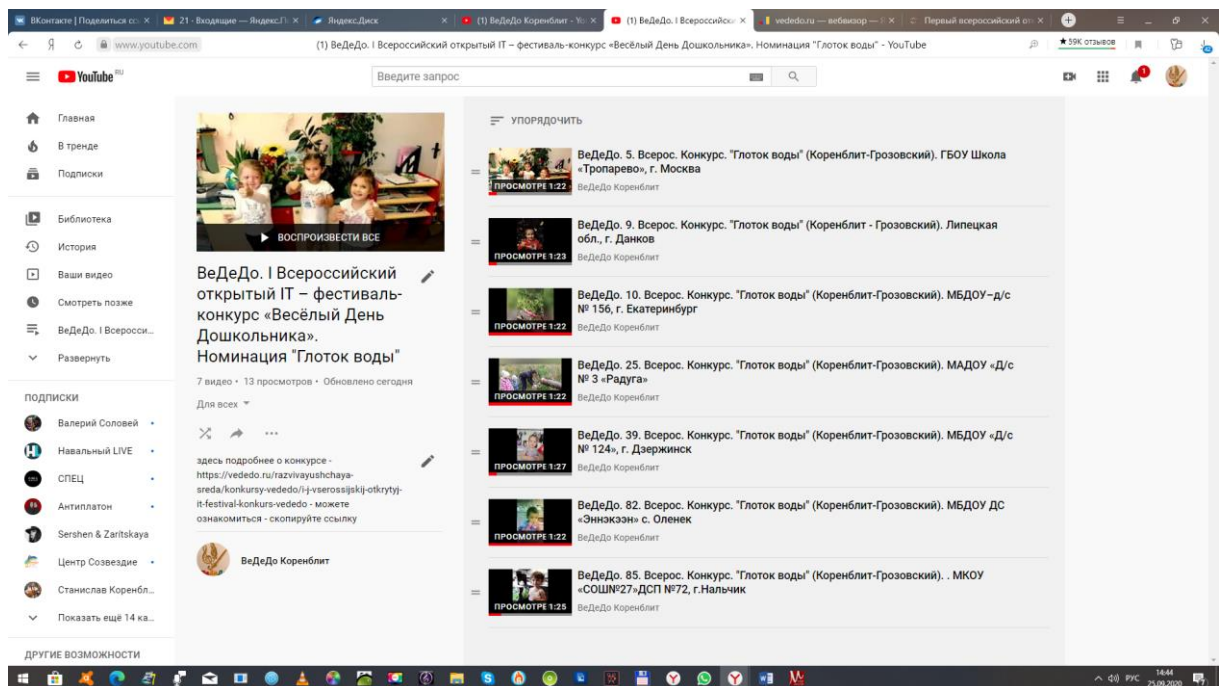 ВКонтакте | Поделиться ссы
21 · Входящие — Яндекс.П
Яндекс.Диск
(1) ВеДеДо Коренблит - Yo
(1) ВеДеДо. I Всероссийски
vededo.ru — вебвизор — Я
Первый всероссийский от
www.youtube.com
(1) ВеДеДо. I Всероссийский открытый IT – фестиваль-конкурс «Весёлый День Дошкольника». Номинация "Глоток воды" - YouTube
★ 59К отзывов
YouTube RU
Введите запрос
1
Главная
В тренде
Подписки
Библиотека
История
Ваши видео
Смотреть позже
ВеДеДо. I Всеросси...
Развернуть
ПОДПИСКИ
Валерий Соловей
Навальный LIVE
СПЕЦ
Антиплатон
Sershen & Zaritskaya
Центр Созвездие
Станислав Коренбл...
Показать ещё 14 ка...
ДРУГИЕ ВОЗМОЖНОСТИ
ВОСПРОИЗВЕСТИ ВСЕ
ВеДеДо. I Всероссийский
открытый IT – фестиваль-
конкурс «Весёлый День
Дошкольника».
Номинация "Глоток воды"
7 видео • 13 просмотров • Обновлено сегодня
Для всех
здесь подробнее о конкурсе -
https://vededo.ru/razvivayushchaya-
sreda/konkursy-vededo/i-j-vserossijskij-otkrytyj-
it-festival-konkurs-vededo - можете
ознакомиться - скопируйте ссылку
ВеДеДо Коренблит
УПОРЯДОЧИТЬ
ПРОСМОТРЕ 1:22
ВеДеДо. 5. Всерос. Конкурс. "Глоток воды" (Коренблит-Грозовский). ГБОУ Школа
«Тропарево», г. Москва
ВеДеДо Коренблит
ПРОСМОТРЕ 1:23
ВеДеДо. 9. Всерос. Конкурс. "Глоток воды" (Коренблит - Грозовский). Липецкая
обл., г. Данков
ВеДеДо Коренблит
ПРОСМОТРЕ 1:22
ВеДеДо. 10. Всерос. Конкурс. "Глоток воды" (Коренблит-Грозовский). МБДОУ–д/с
№ 156, г. Екатеринбург
ВеДеДо Коренблит
ПРОСМОТРЕ 1:22
ВеДеДо. 25. Всерос. Конкурс. "Глоток воды" (Коренблит-Грозовский). МАДОУ «Д/с
№ 3 «Радуга»
ВеДеДо Коренблит
ПРОСМОТРЕ 1:27
ВеДеДо. 39. Всерос. Конкурс. "Глоток воды" (Коренблит-Грозовский). МБДОУ «Д/с
№ 124», г. Дзержинск
ВеДеДо Коренблит
ПРОСМОТРЕ 1:22
ВеДеДо. 82. Всерос. Конкурс. "Глоток воды" (Коренблит-Грозовский). МБДОУ ДС
«Эннэкээн» с. Оленек
ВеДеДо Коренблит
ПРОСМОТРЕ 1:25
ВеДеДо. 85. Всерос. Конкурс. "Глоток воды" (Коренблит-Грозовский). . МКОУ
«СОШ№27»ДСП №72, г.Нальчик
ВеДеДо Коренблит
РУС
14:44
25.09.2020